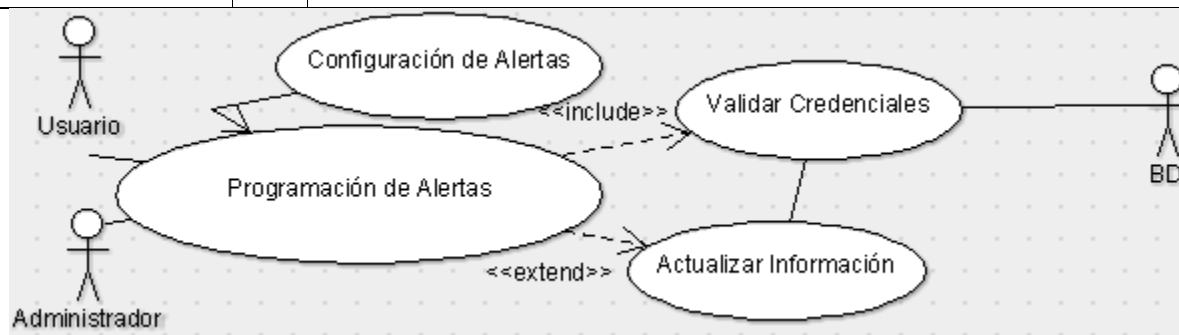 Configuración de Alertas
Usuario
<<include>>
Validar Credenciales
BD
Programación de Alertas
<<extend>>
Actualizar Información
Administrador